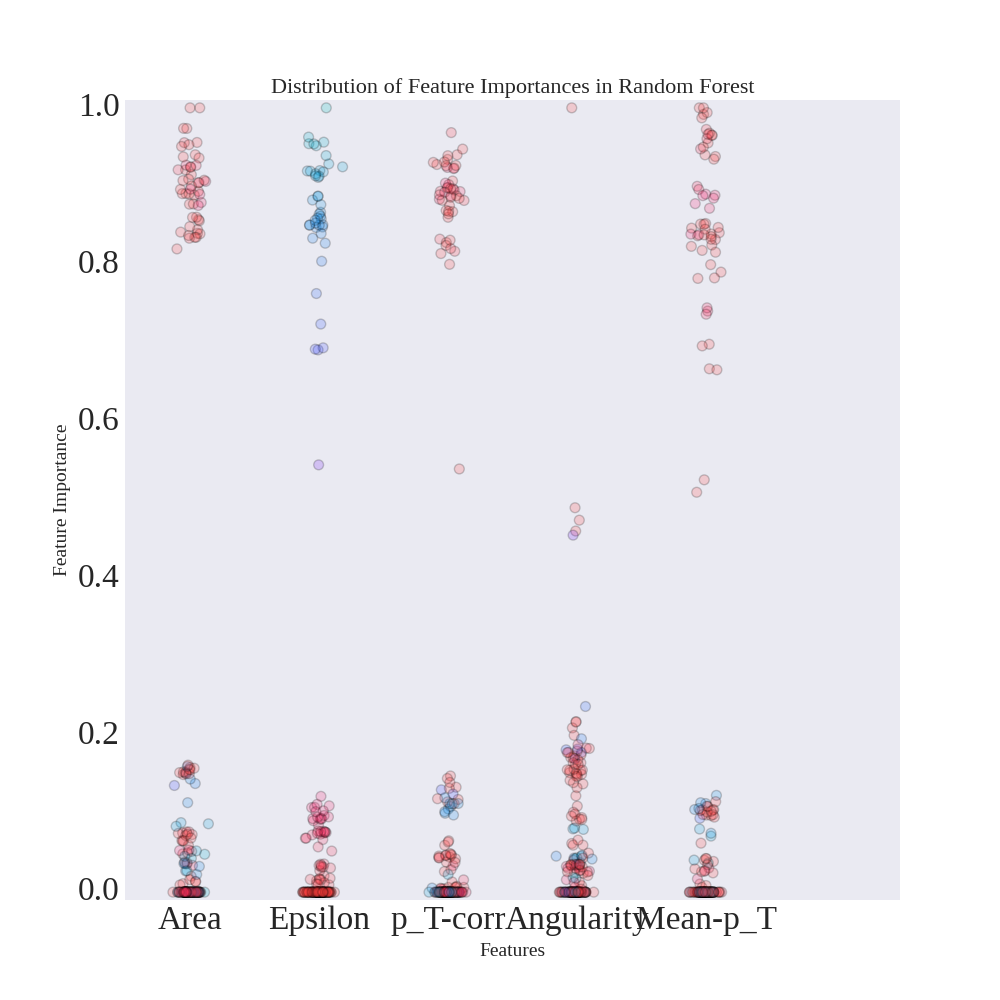 Distribution of Feature Importances in Random Forest
1.0
0.8
0.6
0.4
0.2
0.0
Feature Importance
Area Epsilon p_T-corr Angularity Mean-p_T
Features